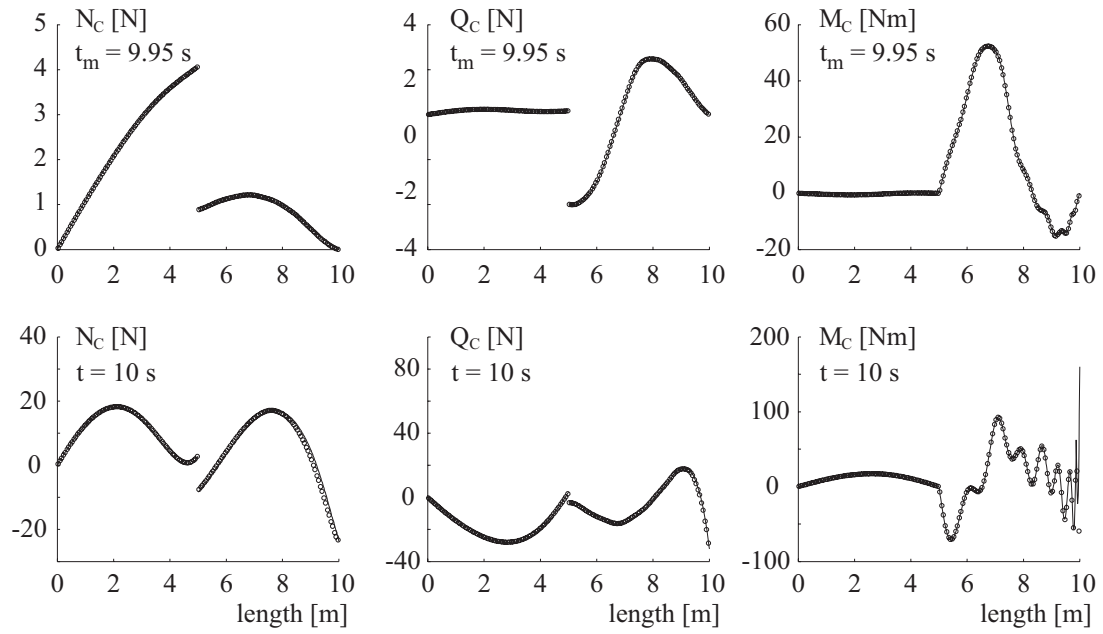 N_C [N]
t_m = 9.95 s
5
4
3
2
1
0
0 2 4 6 8 10
Q_C [N]
t_m = 9.95 s
4
2
0
-2
-4
0 2 4 6 8 10
M_C [Nm]
t_m = 9.95 s
60
40
20
0
-20
0 2 4 6 8 10
N_C [N]
t = 10 s
40
20
0
-20
0 2 4 6 8 10
length [m]
Q_C [N]
t = 10 s
80
40
0
-40
0 2 4 6 8 10
length [m]
M_C [Nm]
t = 10 s
200
100
0
-100
0 2 4 6 8 10
length [m]